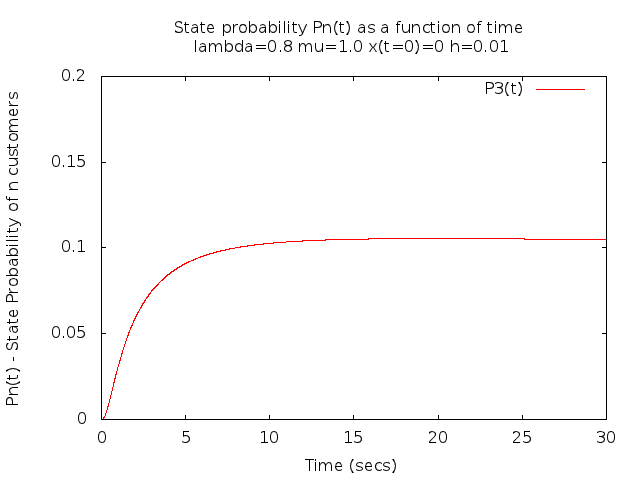 State probability Pn(t) as a function of time
lambda=0.8 mu=1.0 x(t=0)=0 h=0.01
P3(t)
Pn(t) - State Probability of n customers
0.2
0.15
0.1
0.05
0
0 5 10 15 20 25 30
Time (secs)